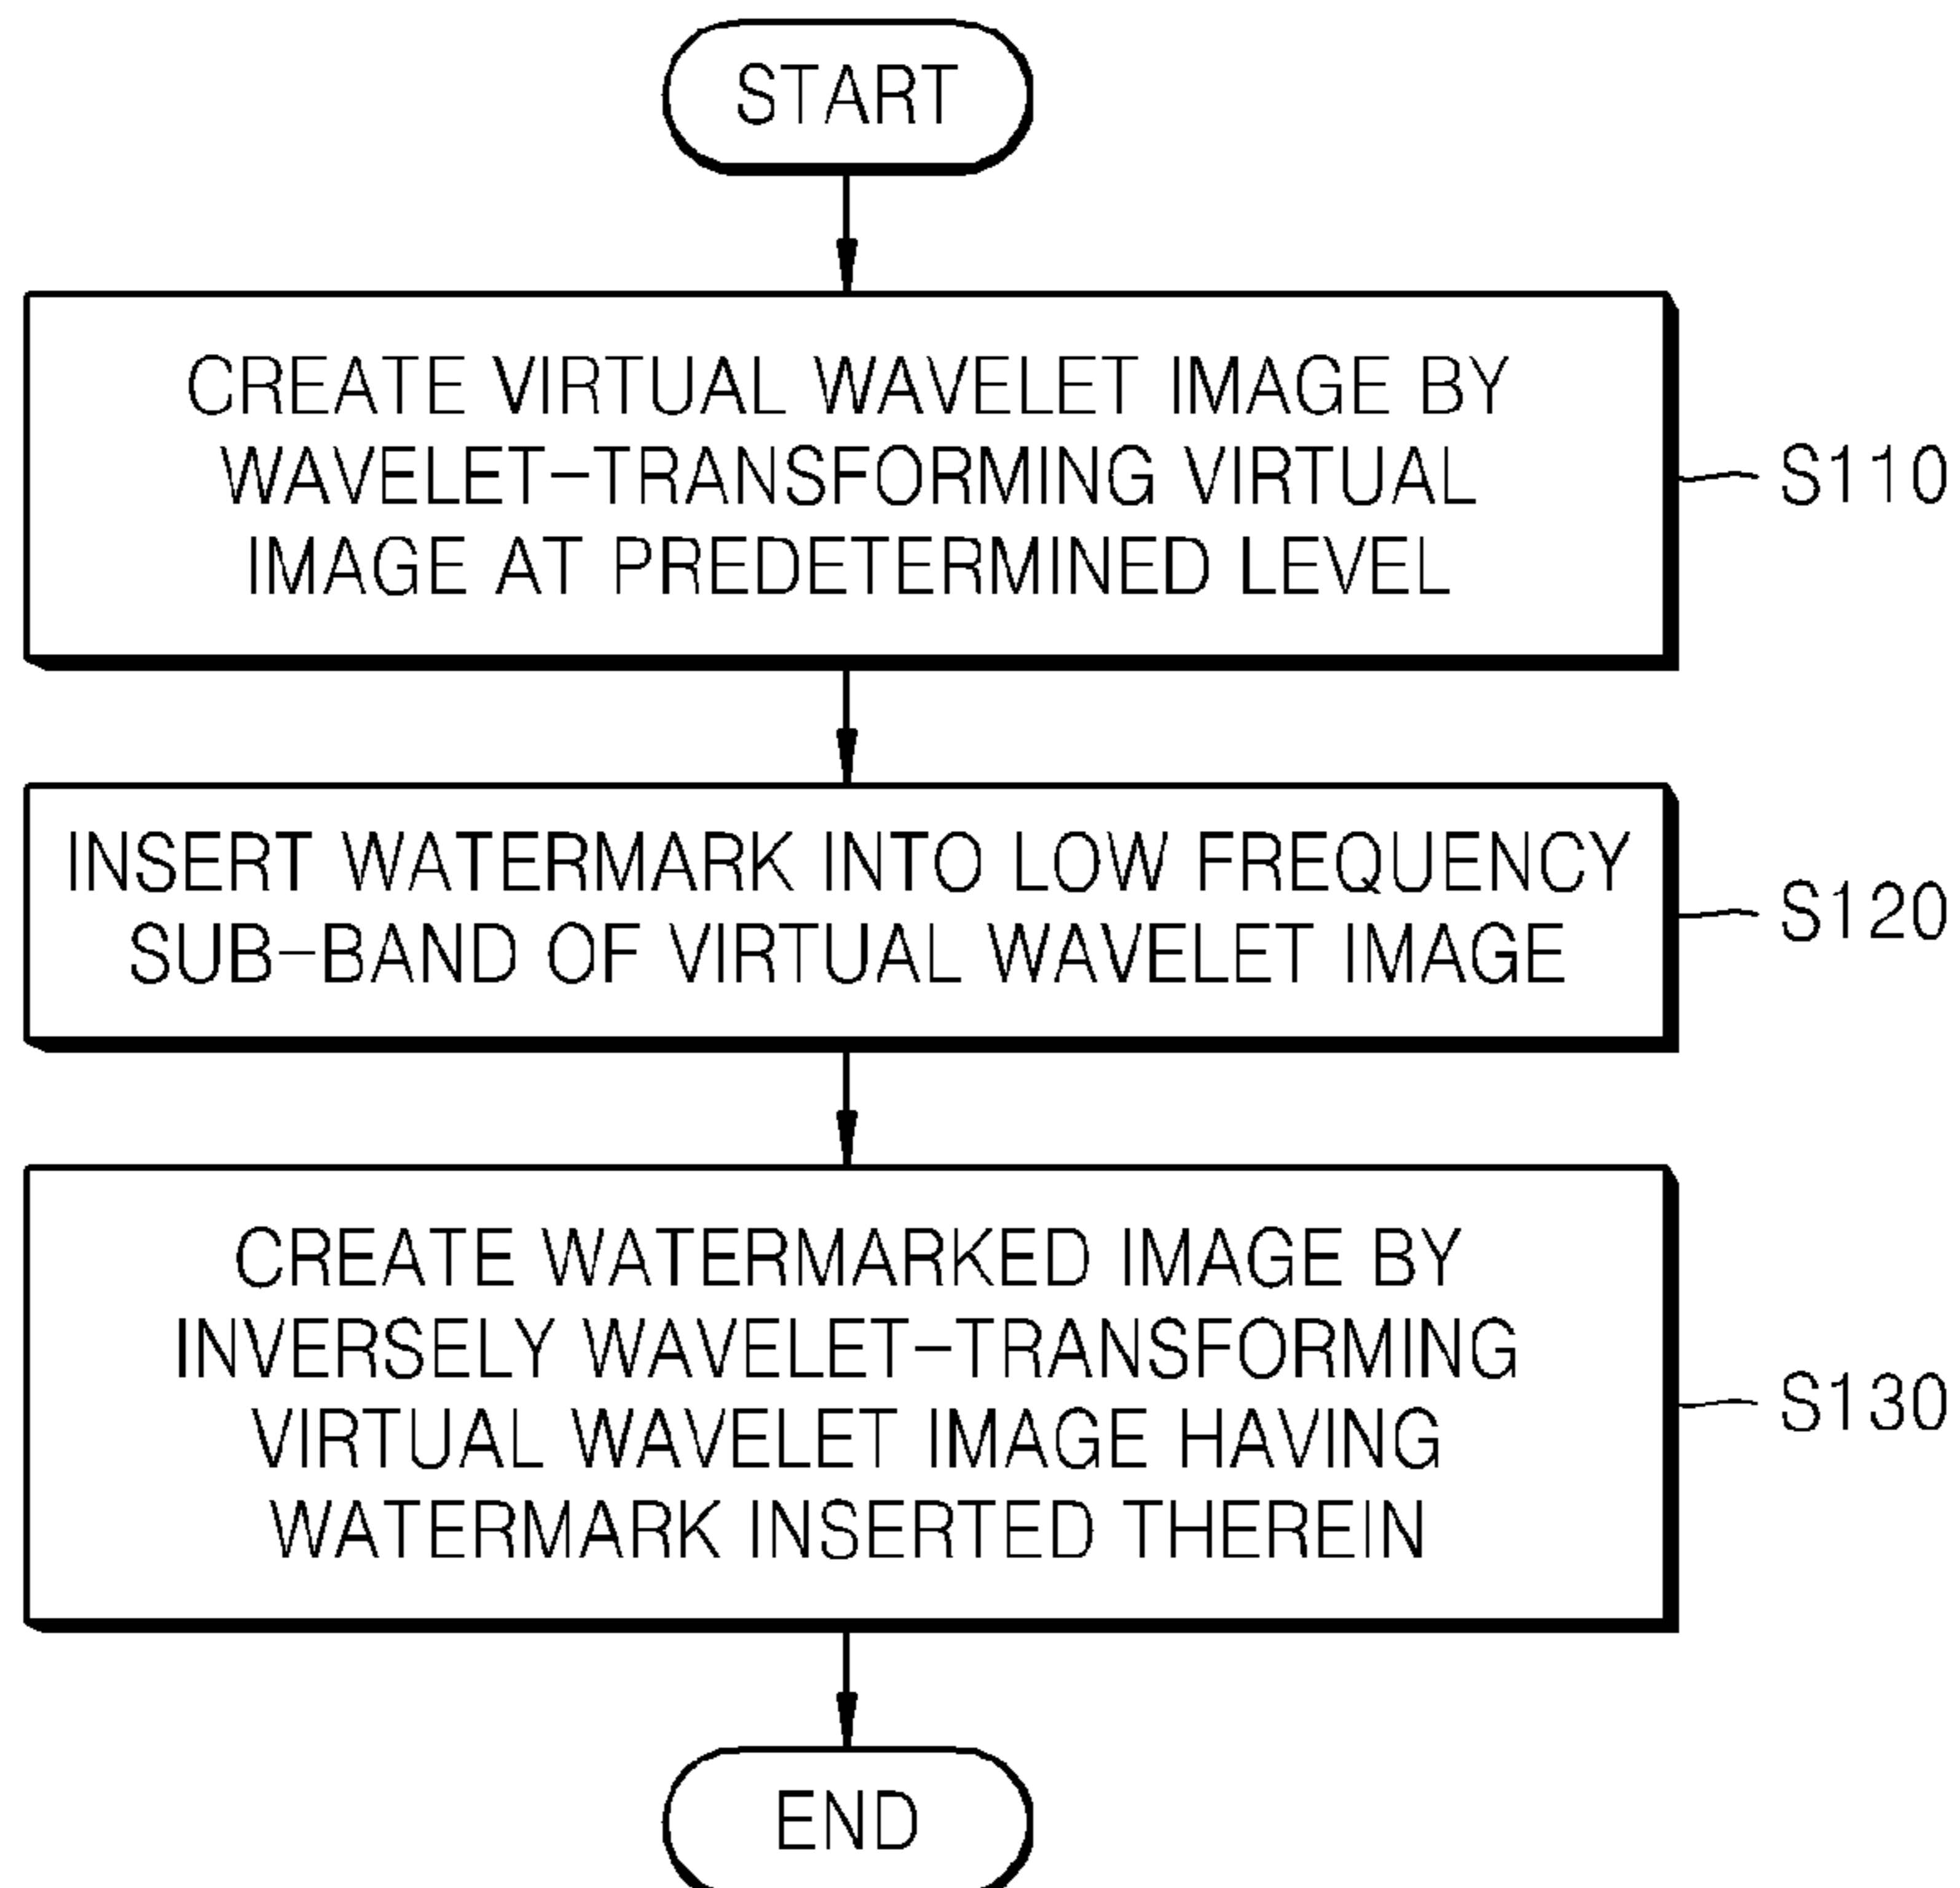 START
CREATE VIRTUAL WAVELET IMAGE BY
WAVELET-TRANSFORMING VIRTUAL
IMAGE AT PREDETERMINED LEVEL
S110
INSERT WATERMARK INTO LOW FREQUENCY
SUB-BAND OF VIRTUAL WAVELET IMAGE
S120
CREATE WATERMARKED IMAGE BY
INVERSELY WAVELET-TRANSFORMING
VIRTUAL WAVELET IMAGE HAVING
WATERMARK INSERTED THEREIN
S130
END